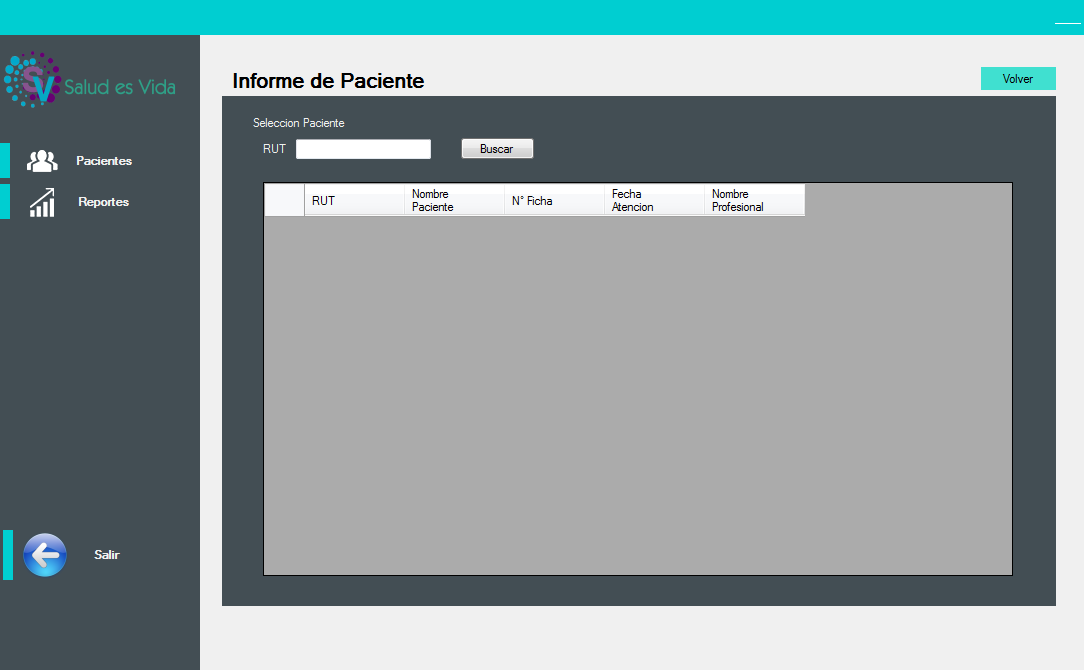 SV Salud es Vida
Pacientes
Reportes
Salir
Informe de Paciente
Volver
Seleccion Paciente
RUT
Buscar
RUT
Nombre
Paciente
N° Ficha
Fecha
Atencion
Nombre
Profesional